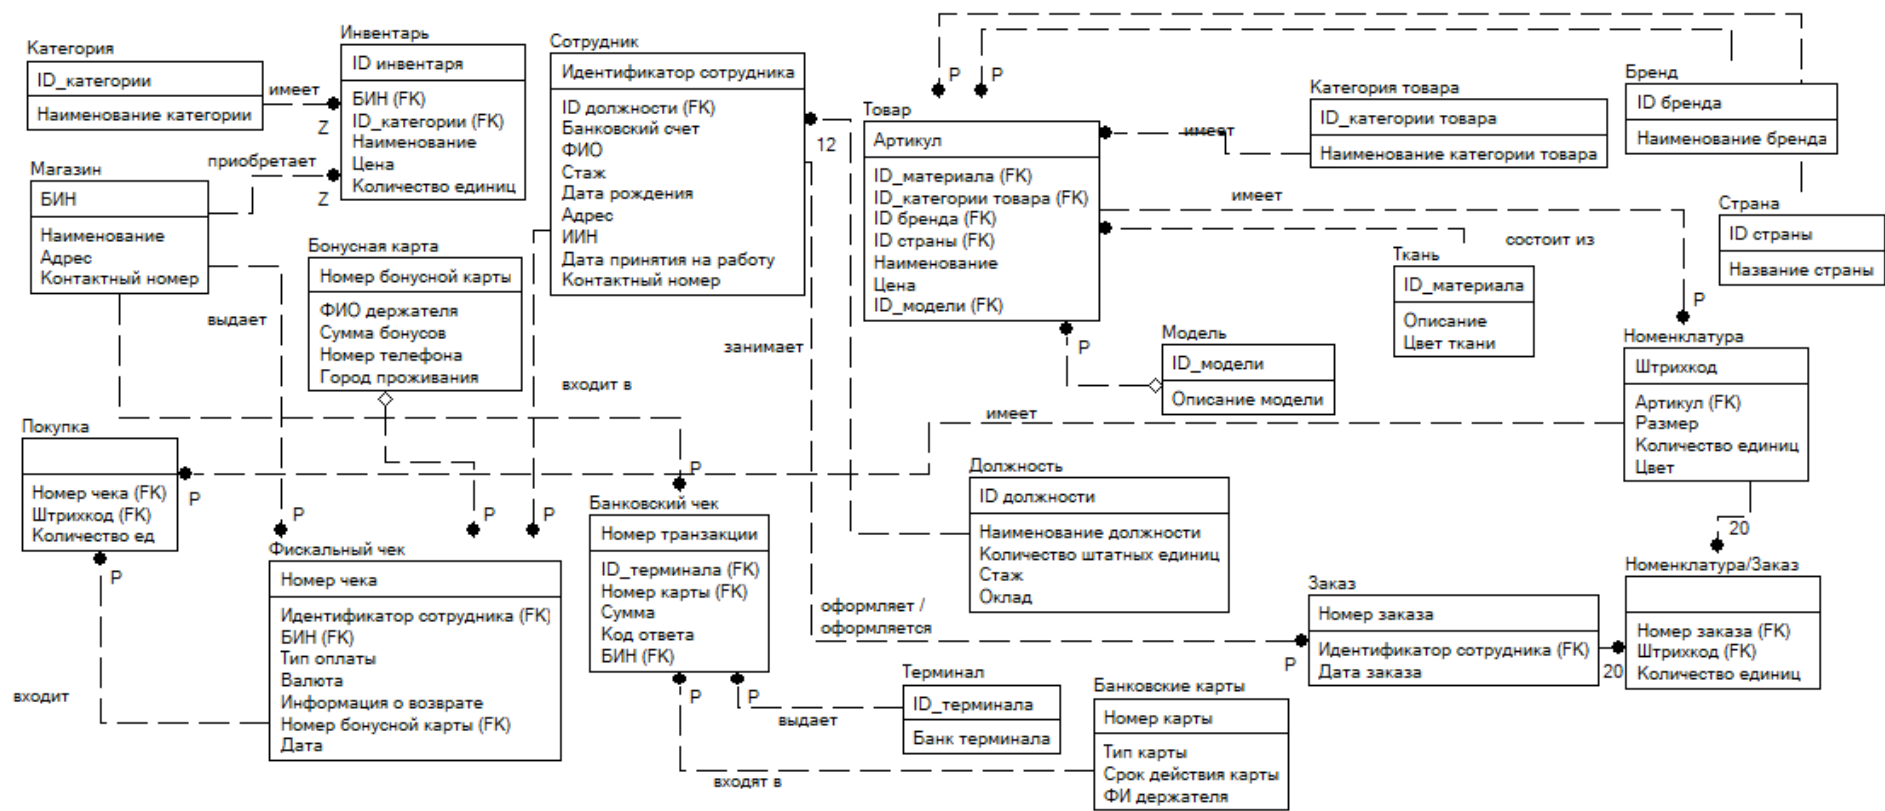 Категория
ID_категории
Наименование категории
имеет
Z
Инвентарь
ID инвентаря
БИН (FK)
ID_категории (FK)
Наименование
Цена
Количество единиц
Магазин
БИН
Наименование
Адрес
Контактный номер
приобретает
Z
выдает
Бонусная карта
Номер бонусной карты
ФИО держателя
Сумма бонусов
Номер телефона
Город проживания
Сотрудник
Идентификатор сотрудника
ID должности (FK)
Банковский счет
ФИО
Стаж
Дата рождения
Адрес
ИИН
Дата принятия на работу
Контактный номер
12
занимает
входит в
Товар
Артикул
ID_материала (FK)
ID_категории товара (FK)
ID бренда (FK)
ID страны (FK)
Наименование
Цена
ID_модели (FK)
P
P
P
Категория товара
ID_категории товара
Наименование категории товара
имеет
Бренд
ID бренда
Наименование бренда
Страна
ID страны
Название страны
имеет
состоит из
Ткань
ID_материала
Описание
Цвет ткани
Модель
ID_модели
Описание модели
P
Номенклатура
Штрихкод
Артикул (FK)
Размер
Количество единиц
Цвет
имеет
Покупка
Номер чека (FK)
Штрихкод (FK)
Количество ед
P
P
входит
Фискальный чек
Номер чека
Идентификатор сотрудника (FK)
БИН (FK)
Тип оплаты
Валюта
Информация о возврате
Номер бонусной карты (FK)
Дата
P
P
P
P
Банковский чек
Номер транзакции
ID_терминала (FK)
Номер карты (FK)
Сумма
Код ответа
БИН (FK)
P
P
Должность
ID должности
Наименование должности
Количество штатных единиц
Стаж
Оклад
оформляет /
оформляется
P
Заказ
Номер заказа
Идентификатор сотрудника (FK)
Дата заказа
20
20
Номенклатура/Заказ
Номер заказа (FK)
Штрихкод (FK)
Количество единиц
Терминал
ID_терминала
Банк терминала
выдает
Банковские карты
Номер карты
Тип карты
Срок действия карты
ФИ держателя
входят в